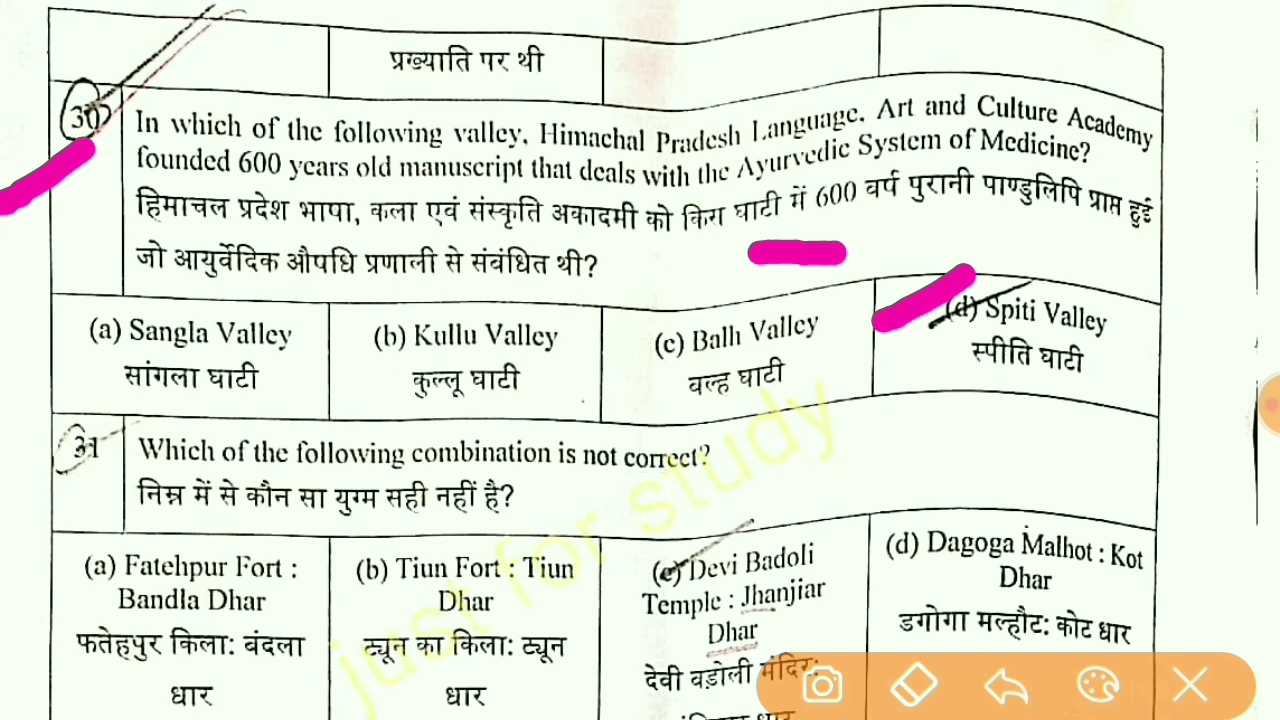 प्रख्याति पर थी
30
In which of the following valley, Himachal Pradesh Language, Art and Culture Academy
founded 600 years old manuscript that deals with the Ayurvedic System of Medicine?
हिमाचल प्रदेश भाषा, कला एवं संस्कृति अकादमी को किस घाटी में 600 वर्ष पुरानी पाण्डुलिपि प्राप्त हुई
जो आयुर्वेदिक औषधि प्रणाली से संबंधित थी?
(a) Sangla Valley
सांगला घाटी
(b) Kullu Valley
कुल्लू घाटी
(c) Balh Valley
वल्ह घाटी
(d) Spiti Valley
स्पीति घाटी
31
Which of the following combination is not correct?
निम्न में से कौन सा युग्म सही नहीं है?
(a) Fatehpur Fort :
Bandla Dhar
फतेहपुर किला: बंदला
धार
(b) Tiun Fort : Tiun
Dhar
ट्यून का किला: ट्यून
धार
(c) Devi Badoli
Temple : Jhanjiar
Dhar
देवी वड़ोली मंदिर:
धार
(d) Dagoga Malhot : Kot
Dhar
डगोगा मल्हौट: कोट धार
just for study